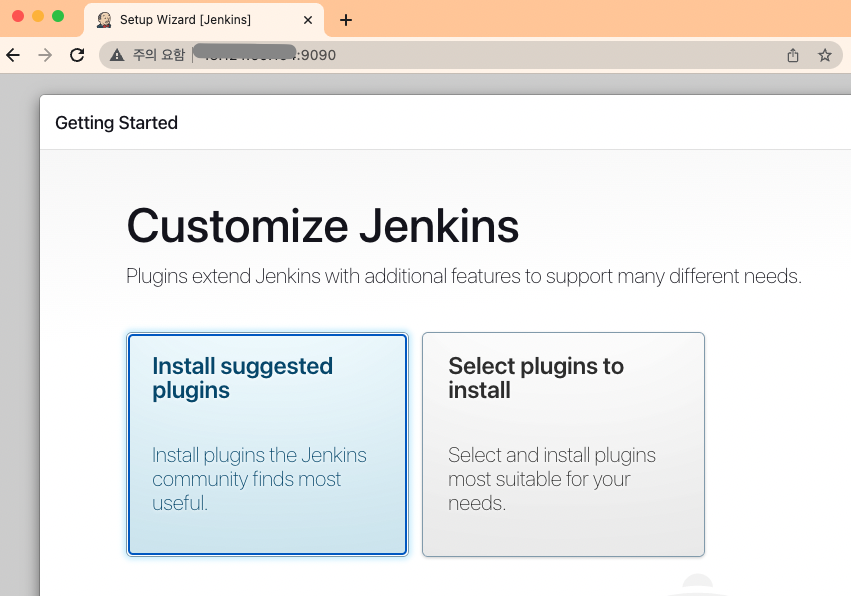 Setup Wizard [Jenkins]
주의 요함 :9090
Getting Started
Customize Jenkins
Plugins extend Jenkins with additional features to support many different needs.
Install suggested
plugins
Install plugins the Jenkins
community finds most
useful.
Select plugins to
install
Select and install plugins
most suitable for your
needs.